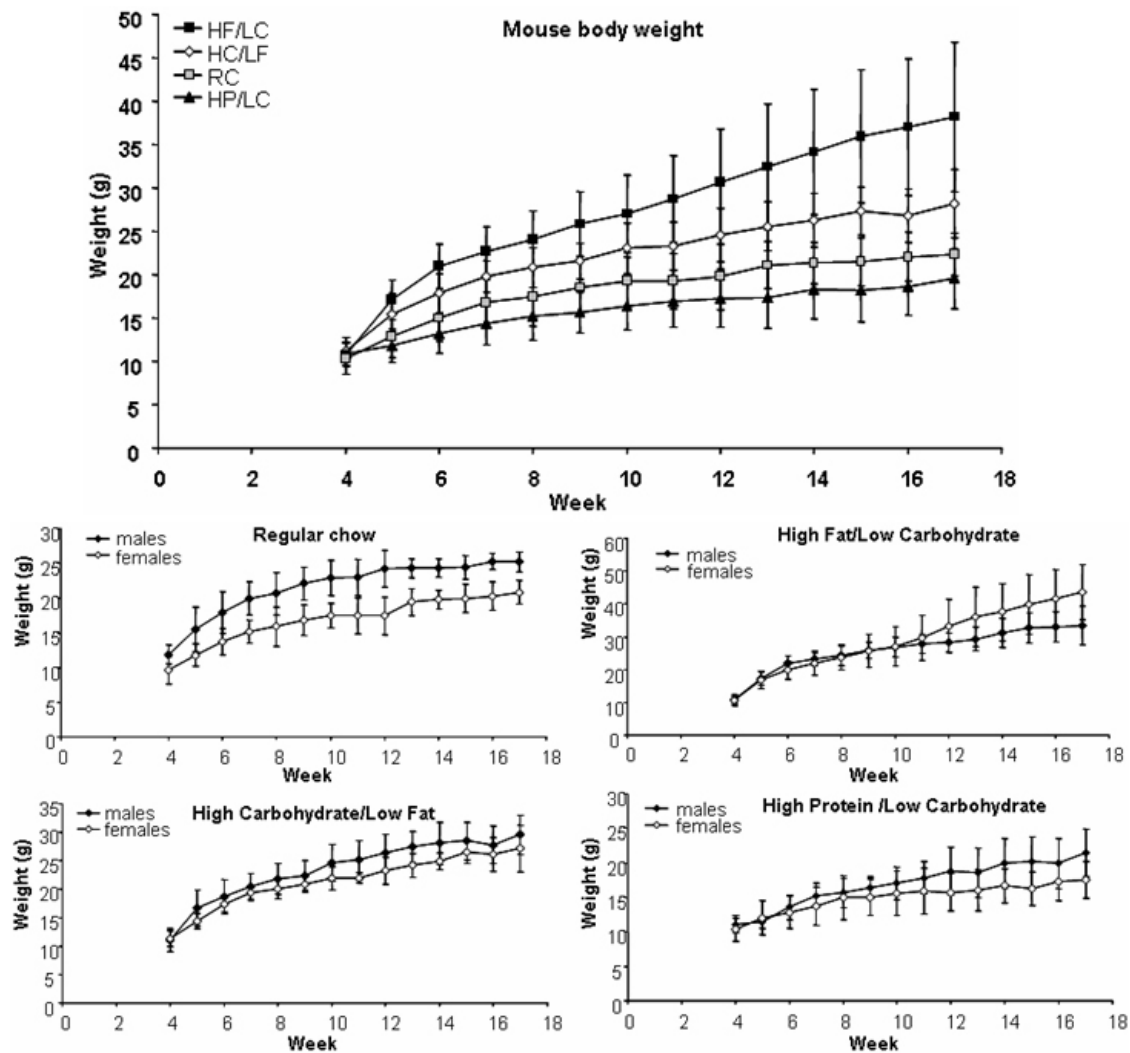 Mouse body weight
HF/LC
HC/LF
RC
HP/LC
Weight (g)
50
45
40
35
30
25
20
15
10
5
0
0 2 4 6 8 10 12 14 16 18
Week
Regular chow
males
females
Weight (g)
30
25
20
15
10
5
0
0 2 4 6 8 10 12 14 16 18
Week
High Fat/Low Carbohydrate
males
females
Weight (g)
60
50
40
30
20
10
0
0 2 4 6 8 10 12 14 16 18
Week
High Carbohydrate/Low Fat
males
females
Weight (g)
35
30
25
20
15
10
5
0
0 2 4 6 8 10 12 14 16 18
Week
High Protein /Low Carbohydrate
males
females
Weight (g)
30
25
20
15
10
5
0
0 2 4 6 8 10 12 14 16 18
Week